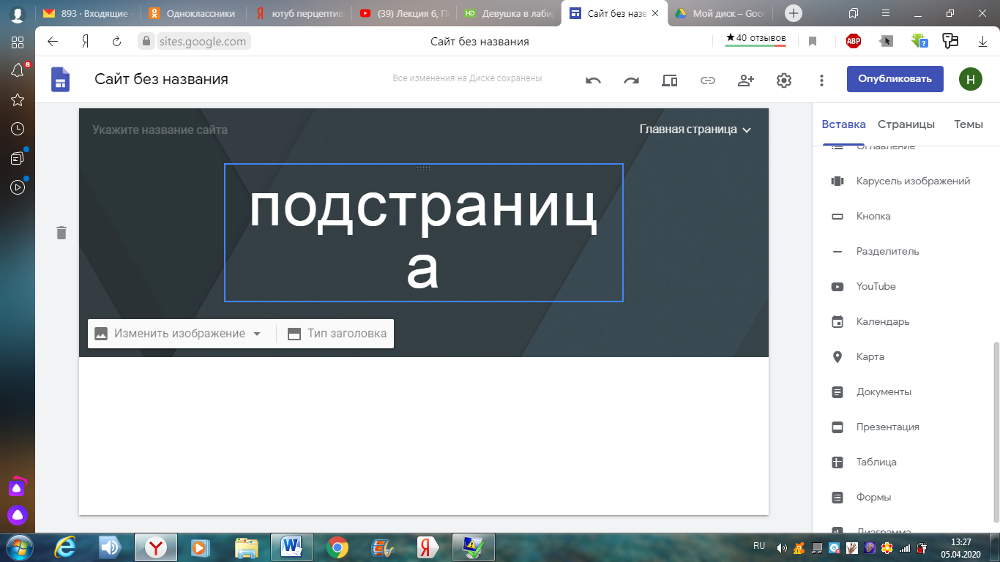 893 · Входящие –
Одноклассники
ютуб перцептив
(39) Лекция 6, П
Девушка в лаби
Сайт без назв
Мой диск – Goo
sites.google.com
Сайт без названия
★40 отзывов
Сайт без названия
Все изменения на Диске сохранены
Опубликовать
Н
Укажите название сайта
Главная страница
подстраниц
а
Изменить изображение
Тип заголовка
Вставка
Страницы
Темы
Оглавление
Карусель изображений
Кнопка
Разделитель
YouTube
Календарь
Карта
Документы
Презентация
Таблица
Формы
Диаграмма
8
ABP
RU
13:27
05.04.2020